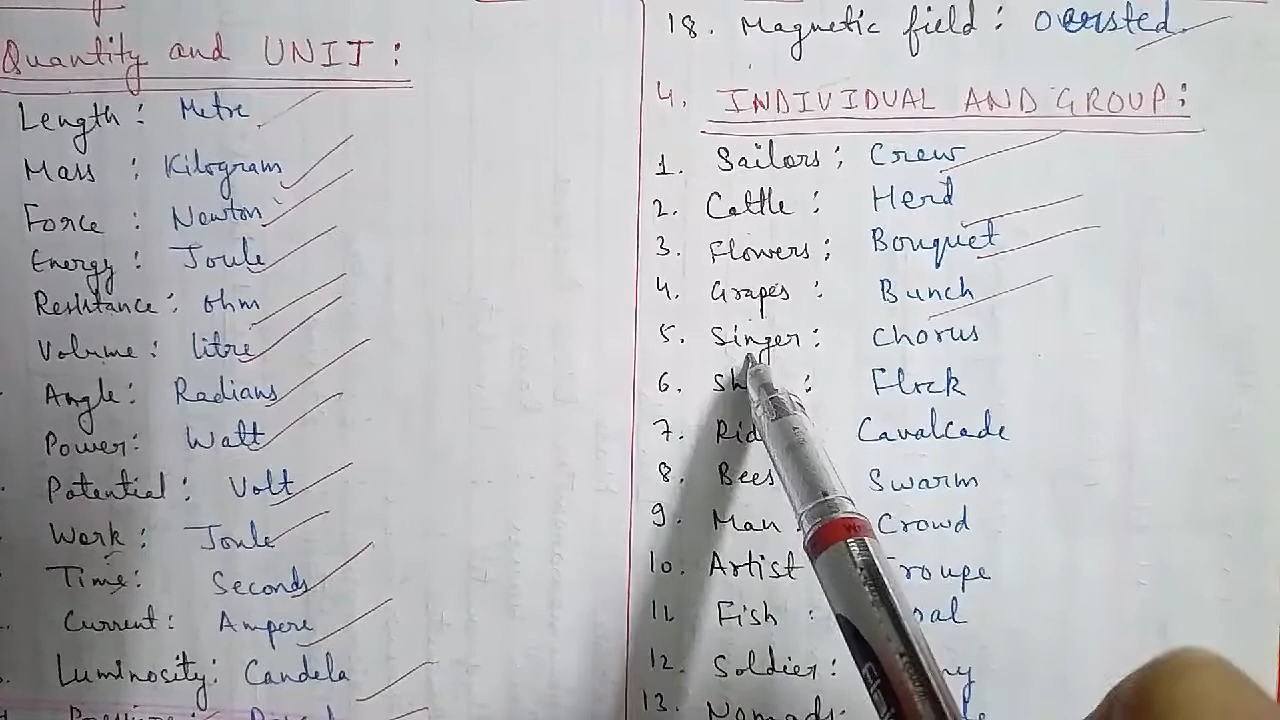 Quantity and UNIT:
Length: Metre
Mass : Kilogram
Force : Newton
Energy : Joule
Resistance: ohm
Volume: litre
Angle: Radians
Power: Watt
Potential: Volt
Work: Joule
Time: Seconds
Current: Ampere
Luminosity: Candela
18. Magnetic field: Oersted
4. INDIVIDUAL AND GROUP:
1. Sailors: Crew
2. Cattle: Herd
3. Flowers: Bouquet
4. Grapes: Bunch
5. Singer: Chorus
6. : Flock
7. Cavalcade
8. Bees Swarm
9. Man Crowd
10. Artist
11. Fish :
12. Soldier:
13.